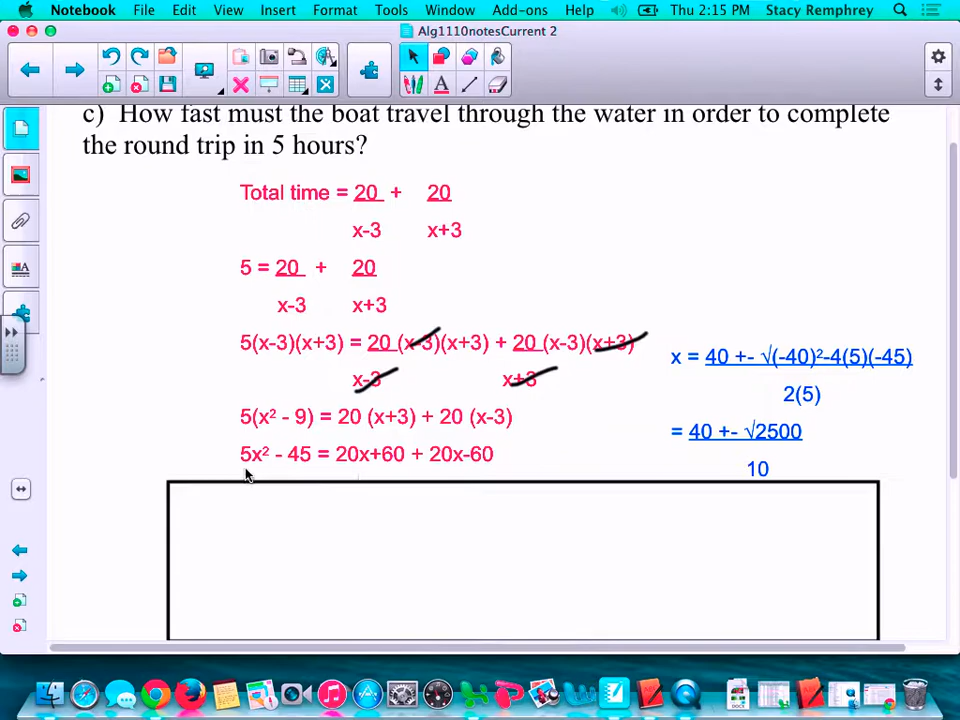 Notebook File Edit View Insert Format Tools Window Add-ons Help Thu 2:15 PM Stacy Remphrey
Alg1110notesCurrent 2
c) How fast must the boat travel through the water in order to complete
the round trip in 5 hours?
Total time = 20 + 20
x-3 x+3
5 = 20 + 20
x-3 x+3
5(x-3)(x+3) = 20 (x-3)(x+3) + 20 (x-3)(x+3)
x-3 x+3
5(x² - 9) = 20 (x+3) + 20 (x-3)
5x² - 45 = 20x+60 + 20x-60
x = 40 +- √(-40)²-4(5)(-45)
2(5)
= 40 +- √2500
10